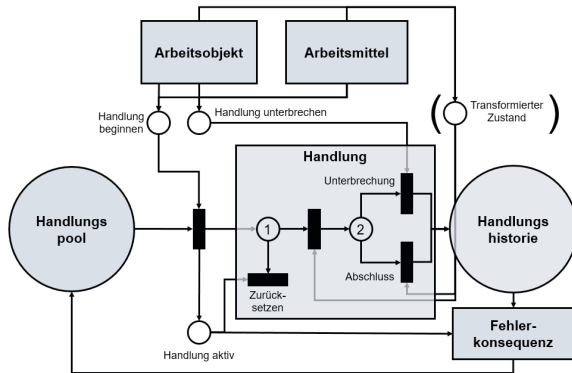 Arbeitsobjekt
Arbeitsmittel
Handlung
beginnen
Handlung unterbrechen
( Transformierter
Zustand )
Handlung
Unterbrechung
Handlungs
pool
1
2
Handlungs
historie
Abschluss
Zurück-
setzen
Handlung aktiv
Fehler-
konsequenz